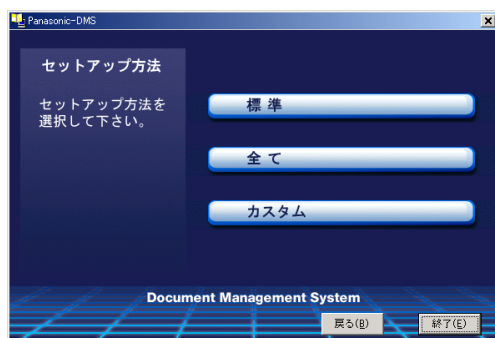 Panasonic-DMS
セットアップ方法
セットアップ方法を
選択して下さい。
標 準
全 て
カスタム
Document Management System
戻る(B)
終了(E)